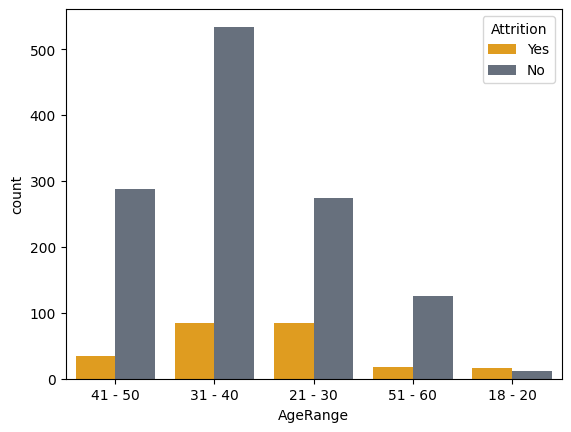 Attrition
Yes
No
500
400
300
200
100
0
count
41 - 50
31 - 40
21 - 30
51 - 60
18 - 20
AgeRange